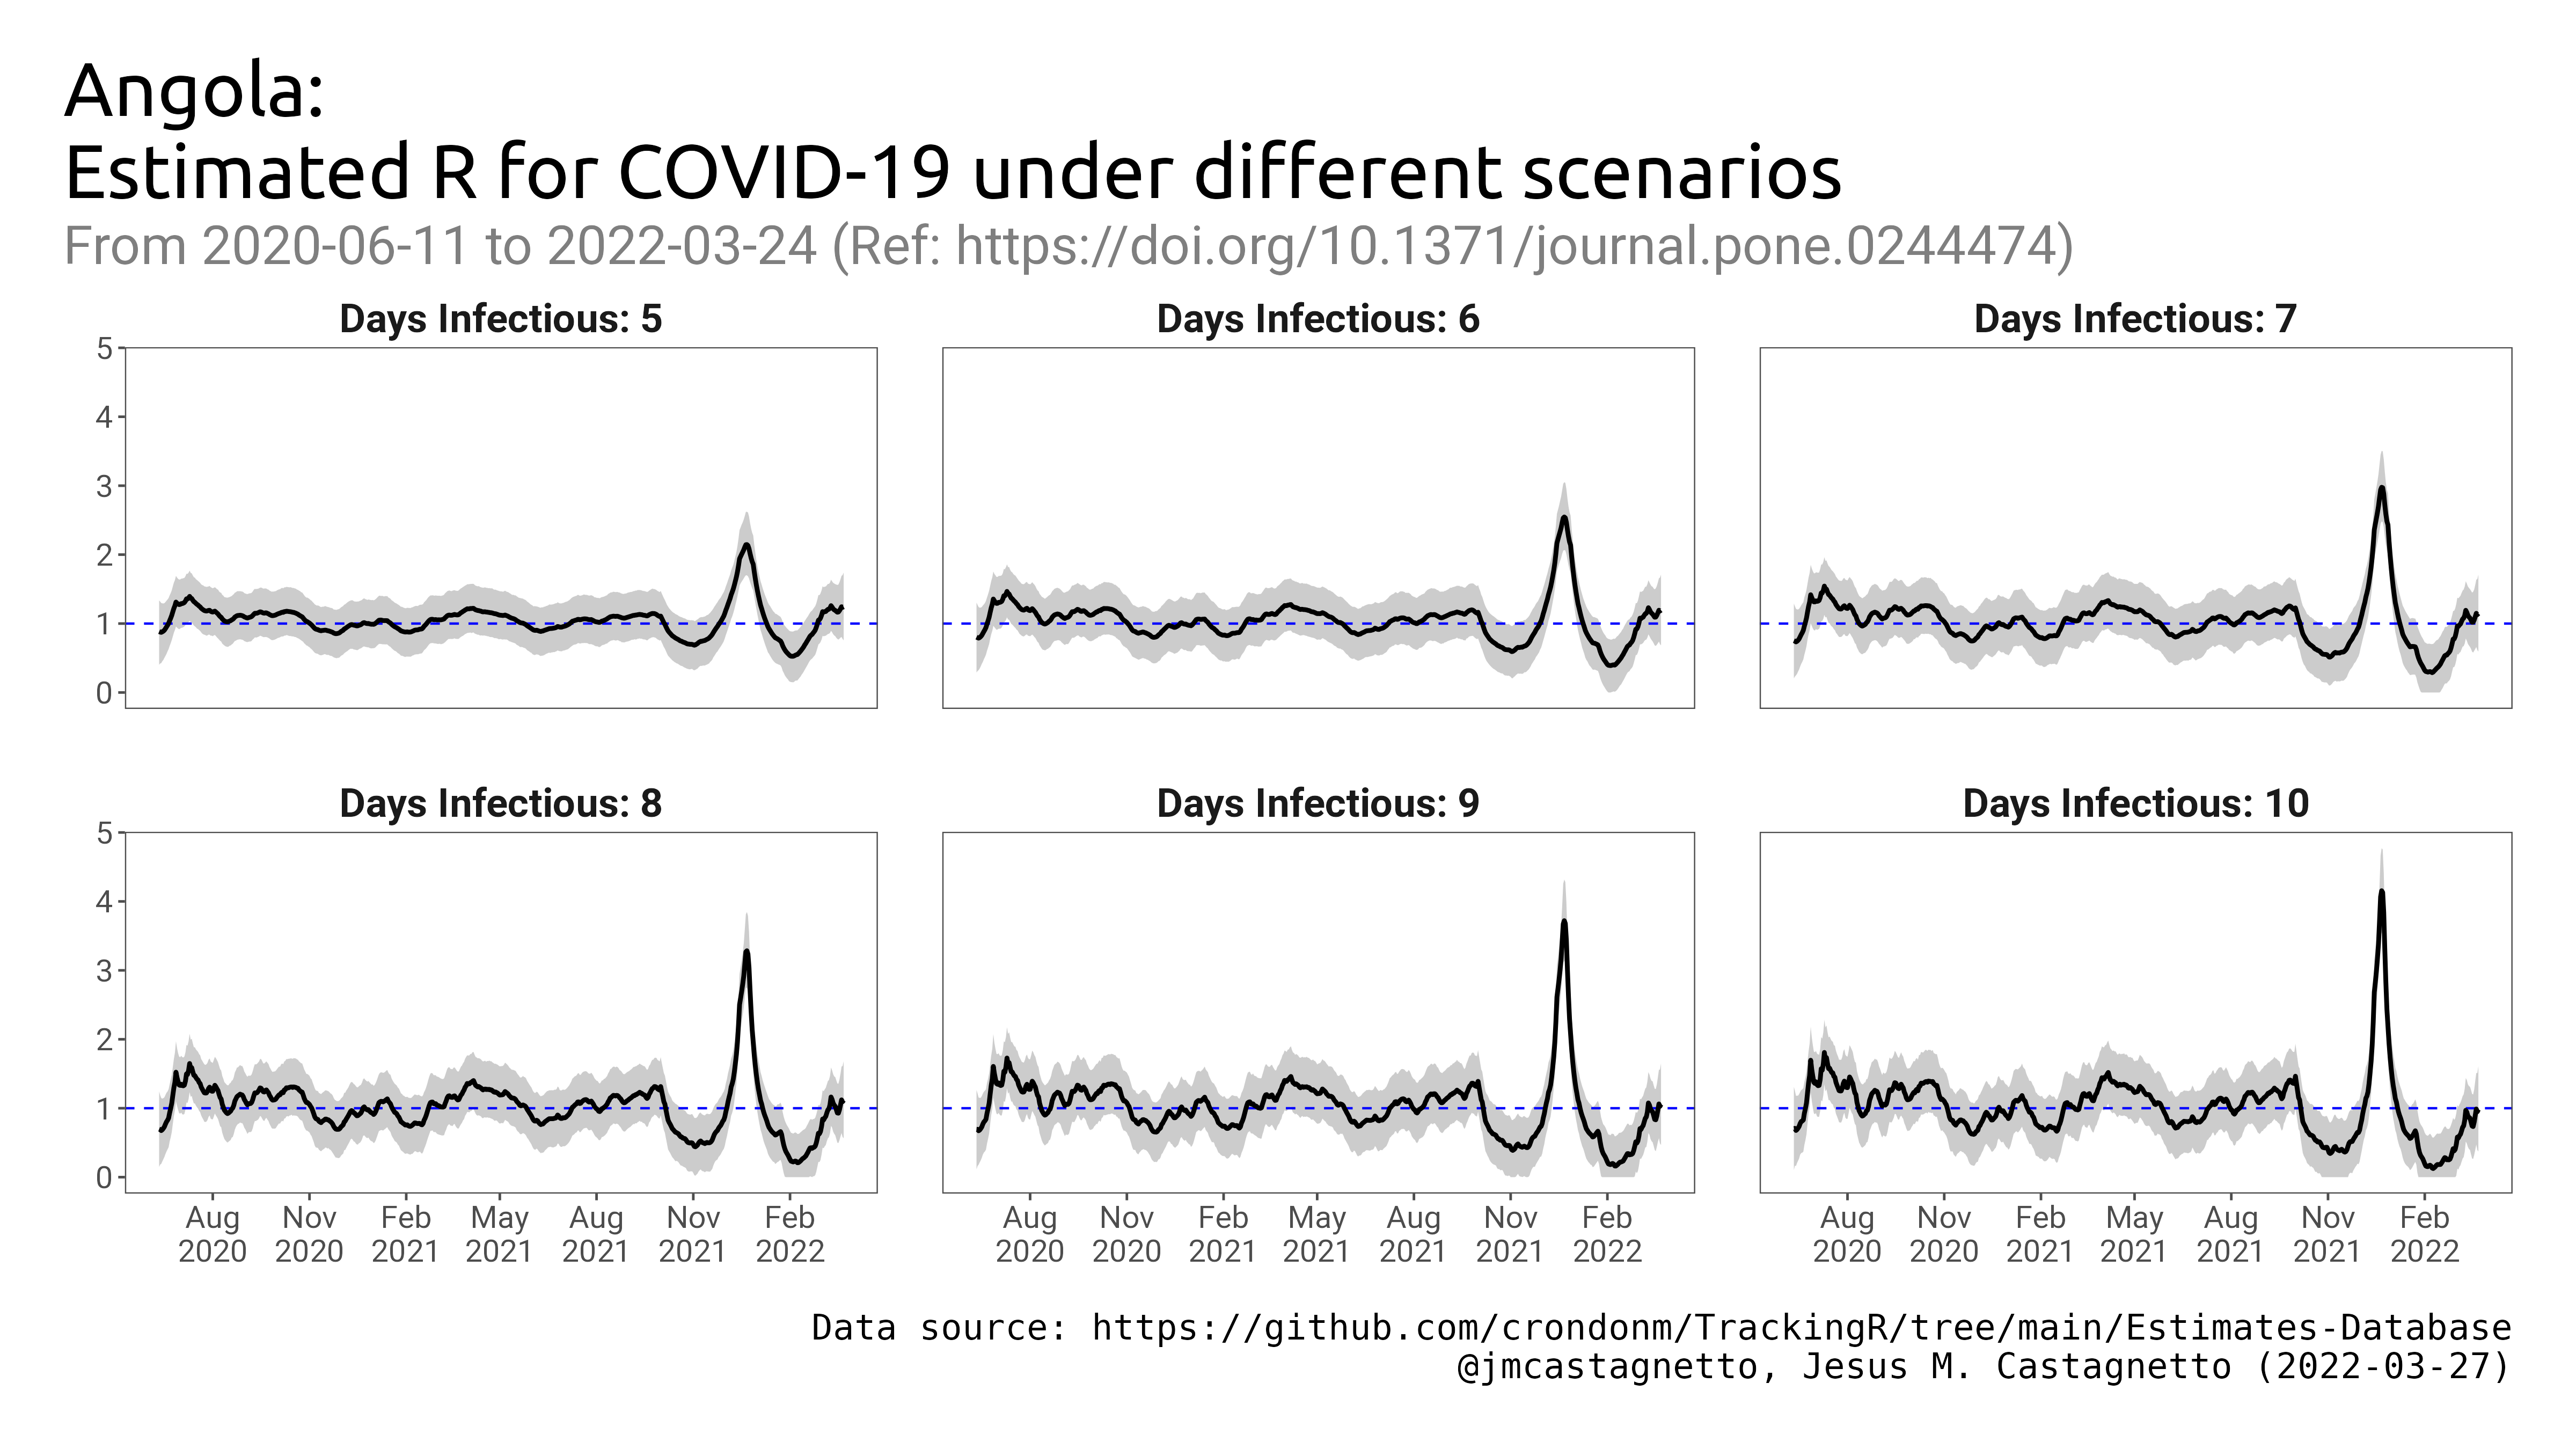 Angola:
Estimated R for COVID-19 under different scenarios
From 2020-06-11 to 2022-03-24 (Ref: https://doi.org/10.1371/journal.pone.0244474)
Days Infectious: 5
Days Infectious: 6
Days Infectious: 7
5
4
3
2
1
0
Days Infectious: 8
Days Infectious: 9
Days Infectious: 10
5
4
3
2
1
0
Aug Nov Feb May Aug Nov Feb
2020 2020 2021 2021 2021 2021 2022
Aug Nov Feb May Aug Nov Feb
2020 2020 2021 2021 2021 2021 2022
Aug Nov Feb May Aug Nov Feb
2020 2020 2021 2021 2021 2021 2022
Data source: https://github.com/crondonm/TrackingR/tree/main/Estimates-Database
@jmcastagnetto, Jesus M. Castagnetto (2022-03-27)